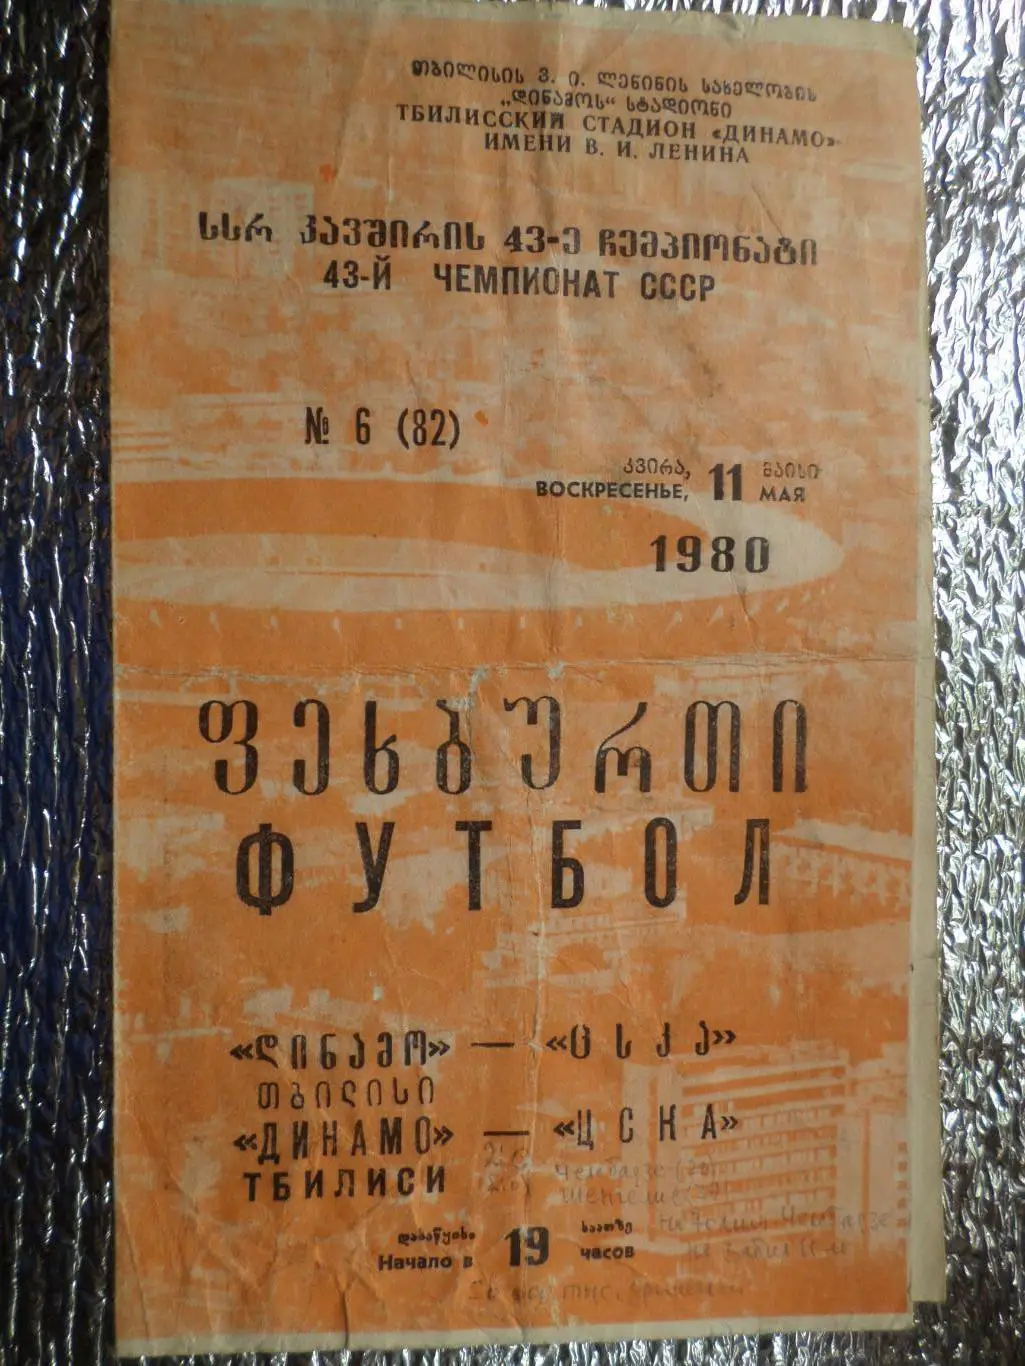 თბილისის ვ. ი. ლენინის სახელობის
„დინამოს“ სტადიონი
ТБИЛИССКИЙ СТАДИОН «ДИНАМО»
ИМЕНИ В. И. ЛЕНИНА
სსრ კავშირის 43-ე ჩემპიონატი
43-Й ЧЕМПИОНАТ СССР
№ 6 (82)
კვირა, 11 მაისი
ВОСКРЕСЕНЬЕ, МАЯ
1980
ფეხბურთი
ФУТБОЛ
«დინამო» — «ცსკა»
თბილისი
«ДИНАМО» — «ЦСКА»
ТБИЛИСИ
დასაწყისი 19 საათზე
Начало в часов